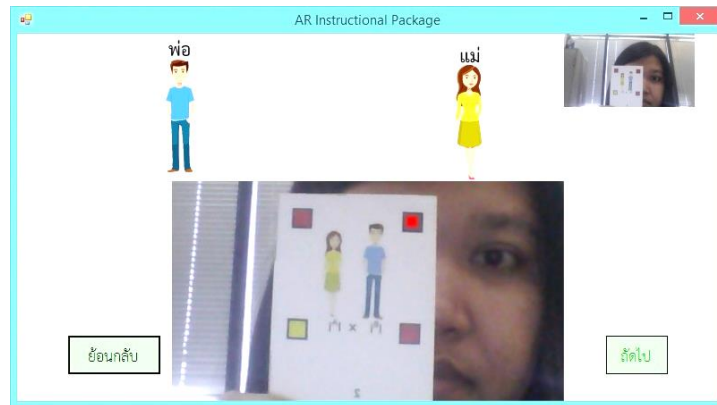 AR Instructional Package
พ่อ
แม่
ย้อนกลับ
ถัดไป